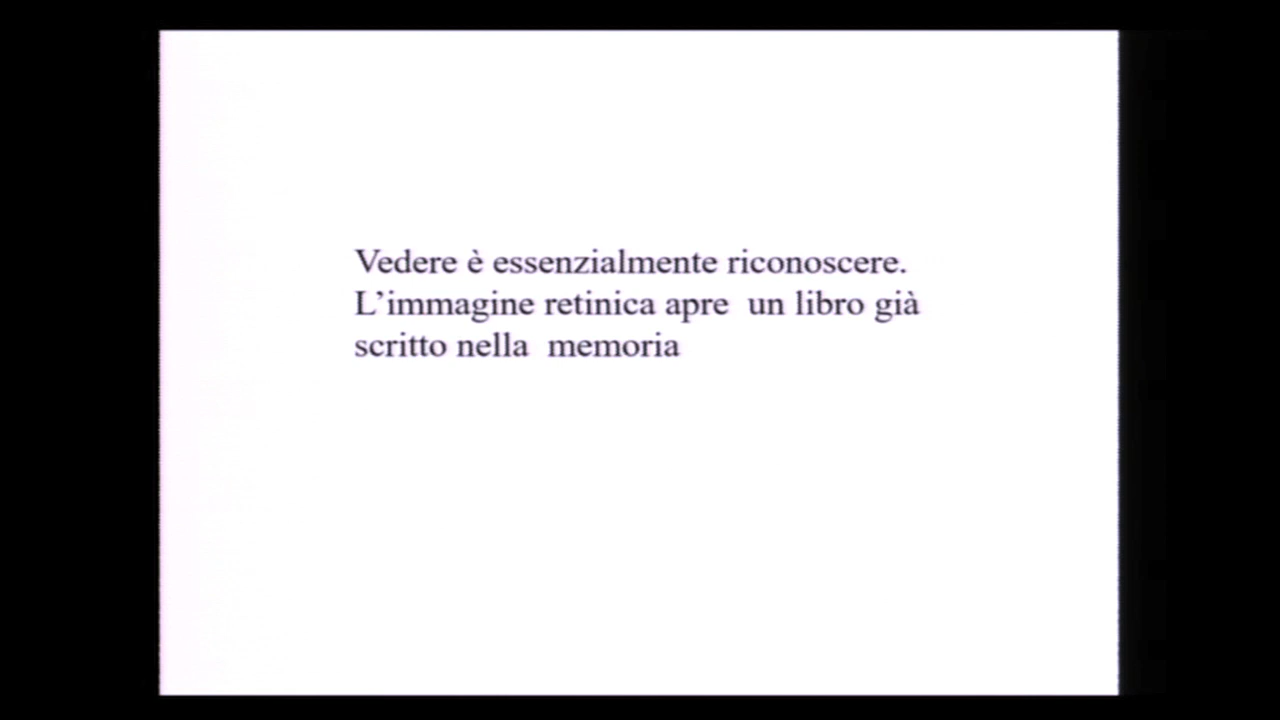 Vedere è essenzialmente riconoscere.
L’immagine retinica apre  un libro già
scritto nella  memoria